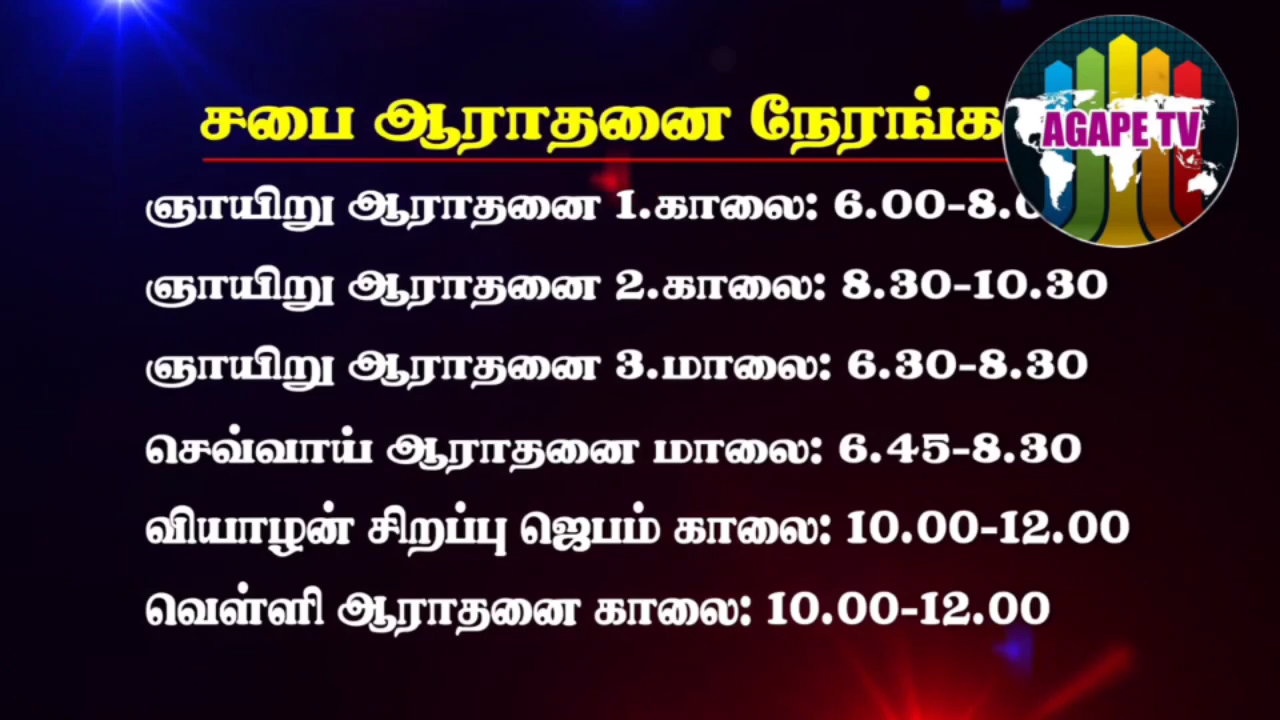 சபை ஆராதனை
AGAPE TV
ஞாயிறு ஆராதனை 1.காலை: 6.00-8.
ஞாயிறு ஆராதனை 2.காலை: 8.30-10.30
ஞாயிறு ஆராதனை 3.மாலை: 6.30-8.30
செவ்வாய் ஆராதனை மாலை: 6.45-8.30
வியாழன் சிறப்பு ஜெபம் காலை: 10.00-12.00
வெள்ளி ஆராதனை காலை: 10.00-12.00